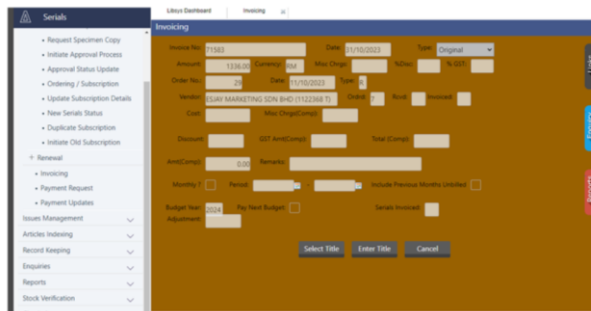 Serials
Libsys Dashboard
Invoicing
Invoicing
Request Specimen Copy
Initiate Approval Process
Approval Status Update
Ordering / Subscription
Update Subscription Details
New Serials Status
Duplicate Subscription
Initiate Old Subscription
+ Renewal
Invoicing
Payment Request
Payment Updates
Issues Management
Articles Indexing
Record Keeping
Enquiries
Reports
Stock Verification
Invoice No: 71583 Date: 31/10/2023 Type: Original
Amount: 1336.00 Currency: RM Misc Chrgs: %Disc: % GST:
Order No.: 29 Date: 11/10/2023 Type: R
Vendor: ESJAY MARKETING SDN BHD (1122368 T) Ordrd: 7 Rcvd: Invoiced:
Cost: Misc Chrgs(Comp):
Discount: GST Amt(Comp): Total (Comp):
Amt(Comp): 0.00 Remarks:
Monthly ? Period: - Include Previous Months Unbilled
Budget Year: 2024 Pay Next Budget: Serials Invoiced:
Adjustment:
Select Title Enter Title Cancel
Reports